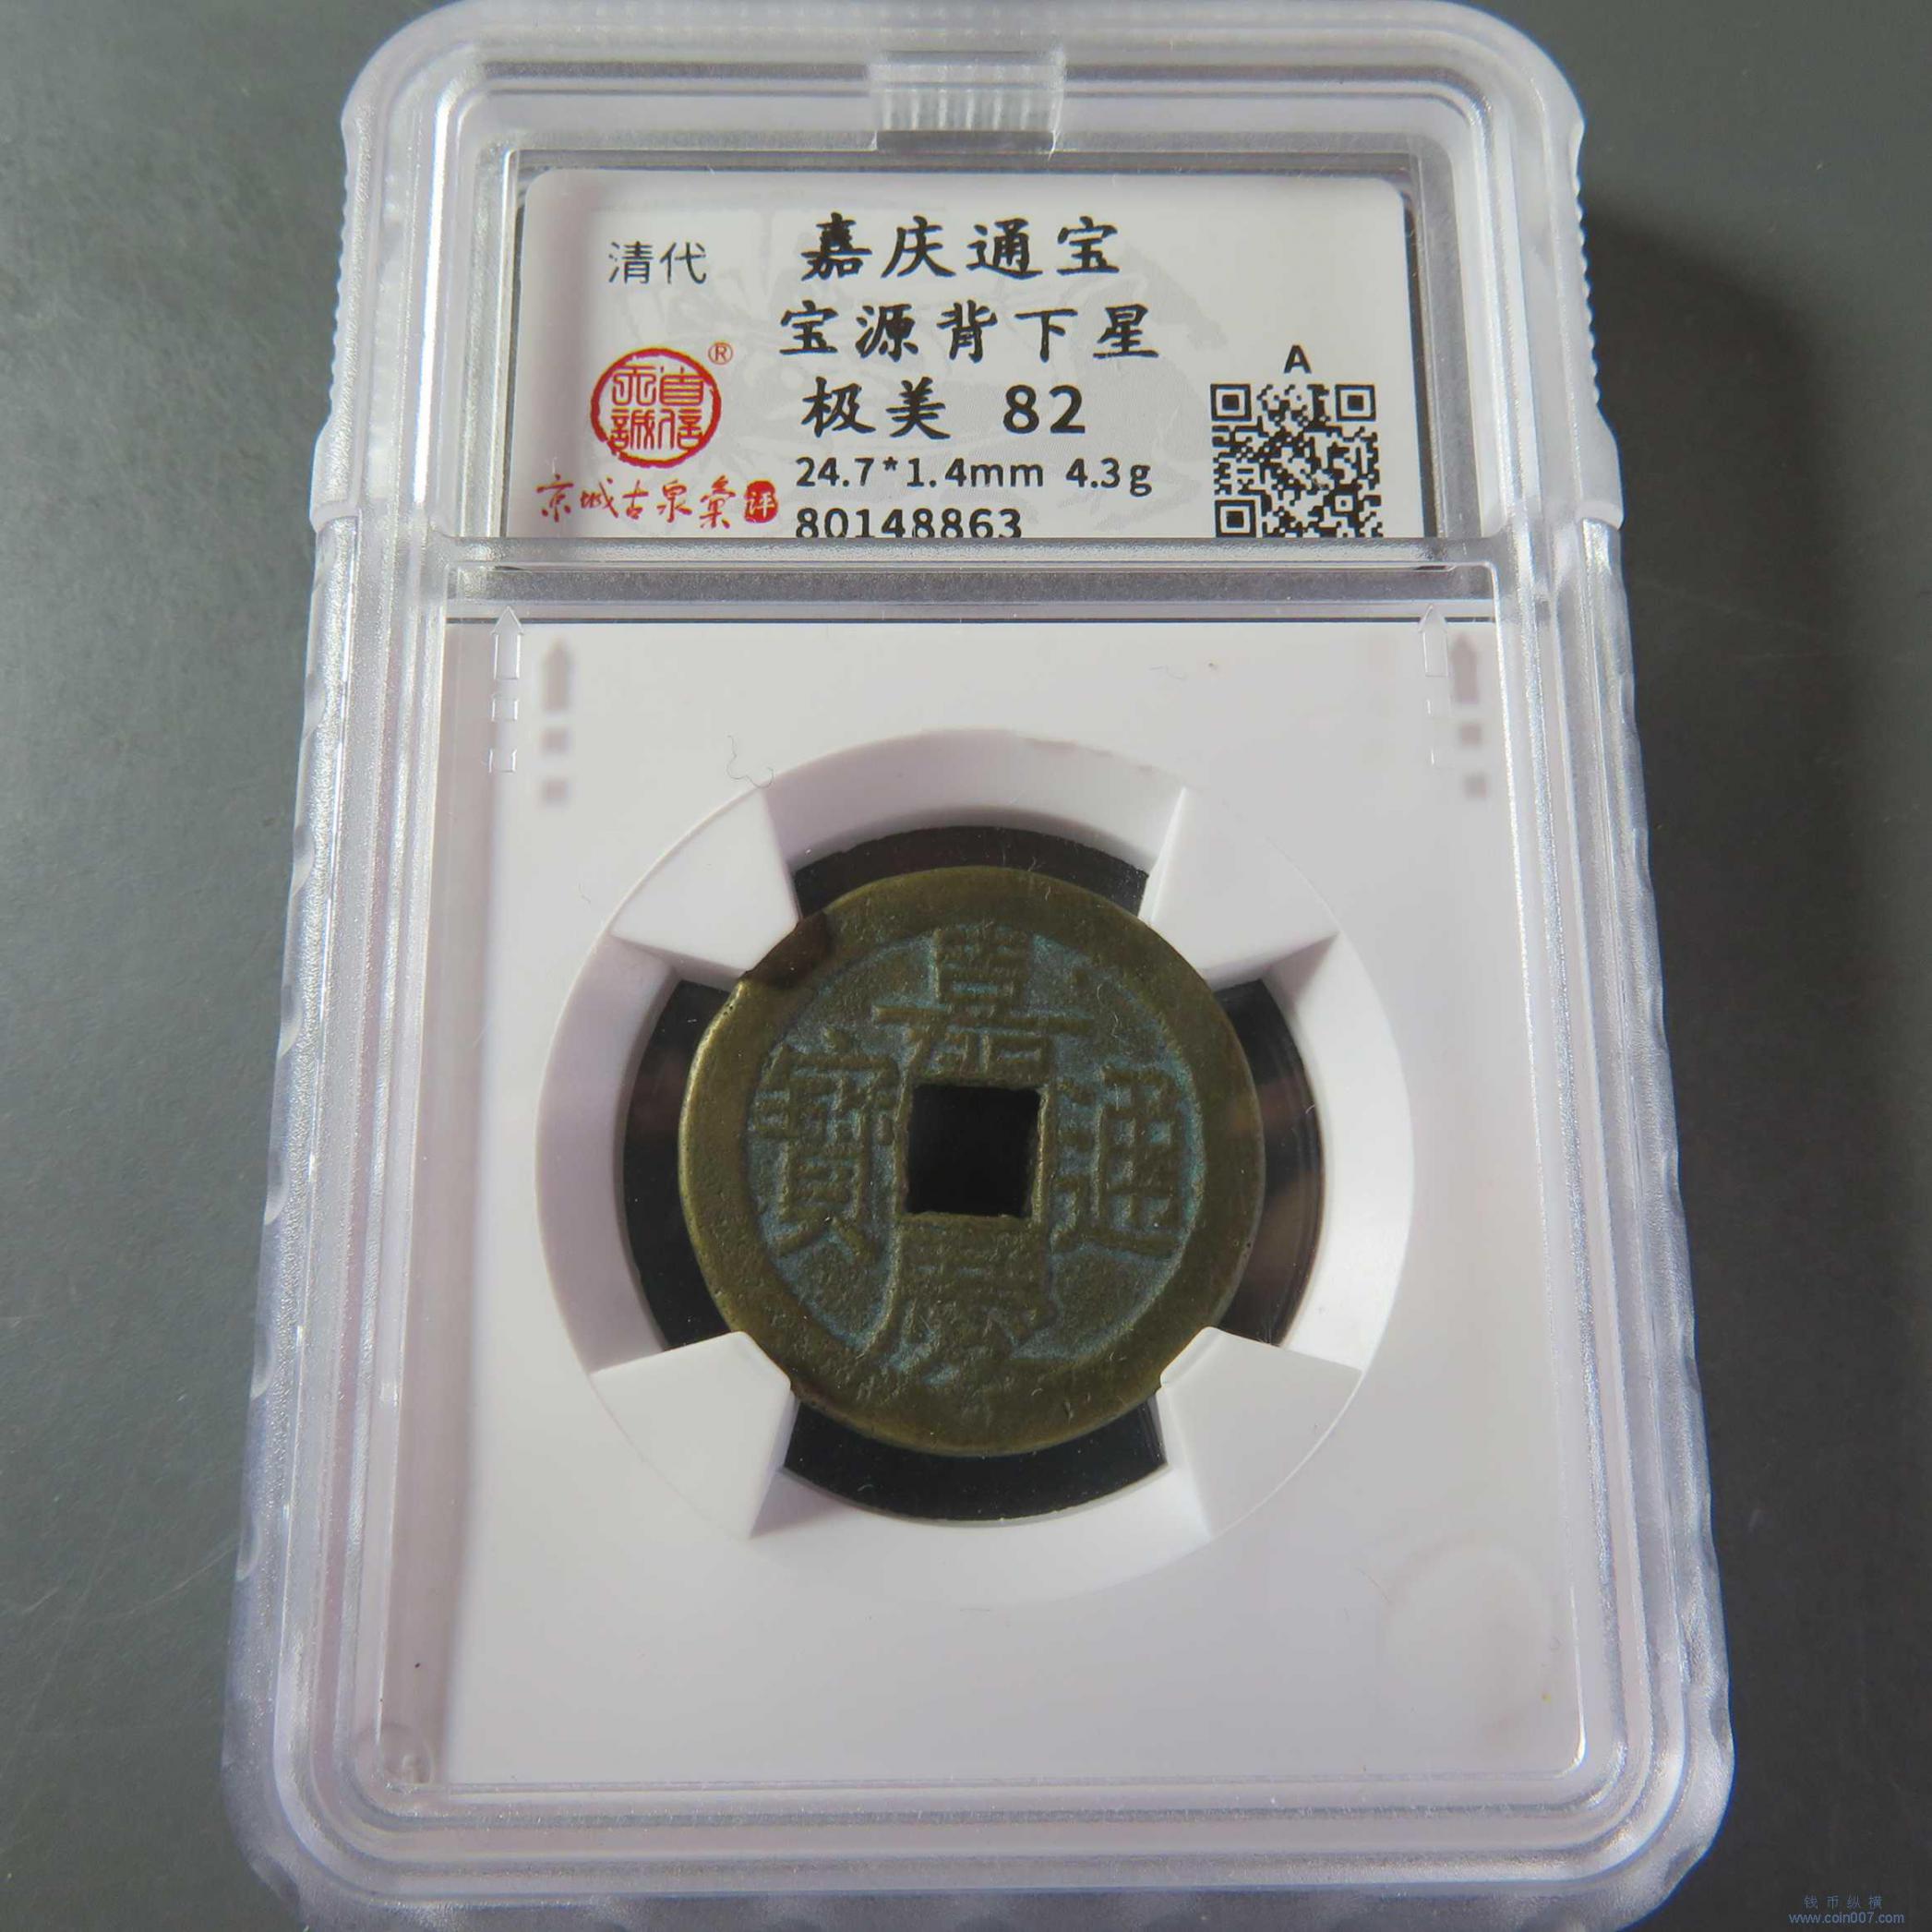 清代
嘉庆通宝
宝源背下星
极美 82
24.7*1.4mm 4.3g
80148863
A
®
京城古泉汇评
嘉慶通寶
钱币纵横
www.coin007.com